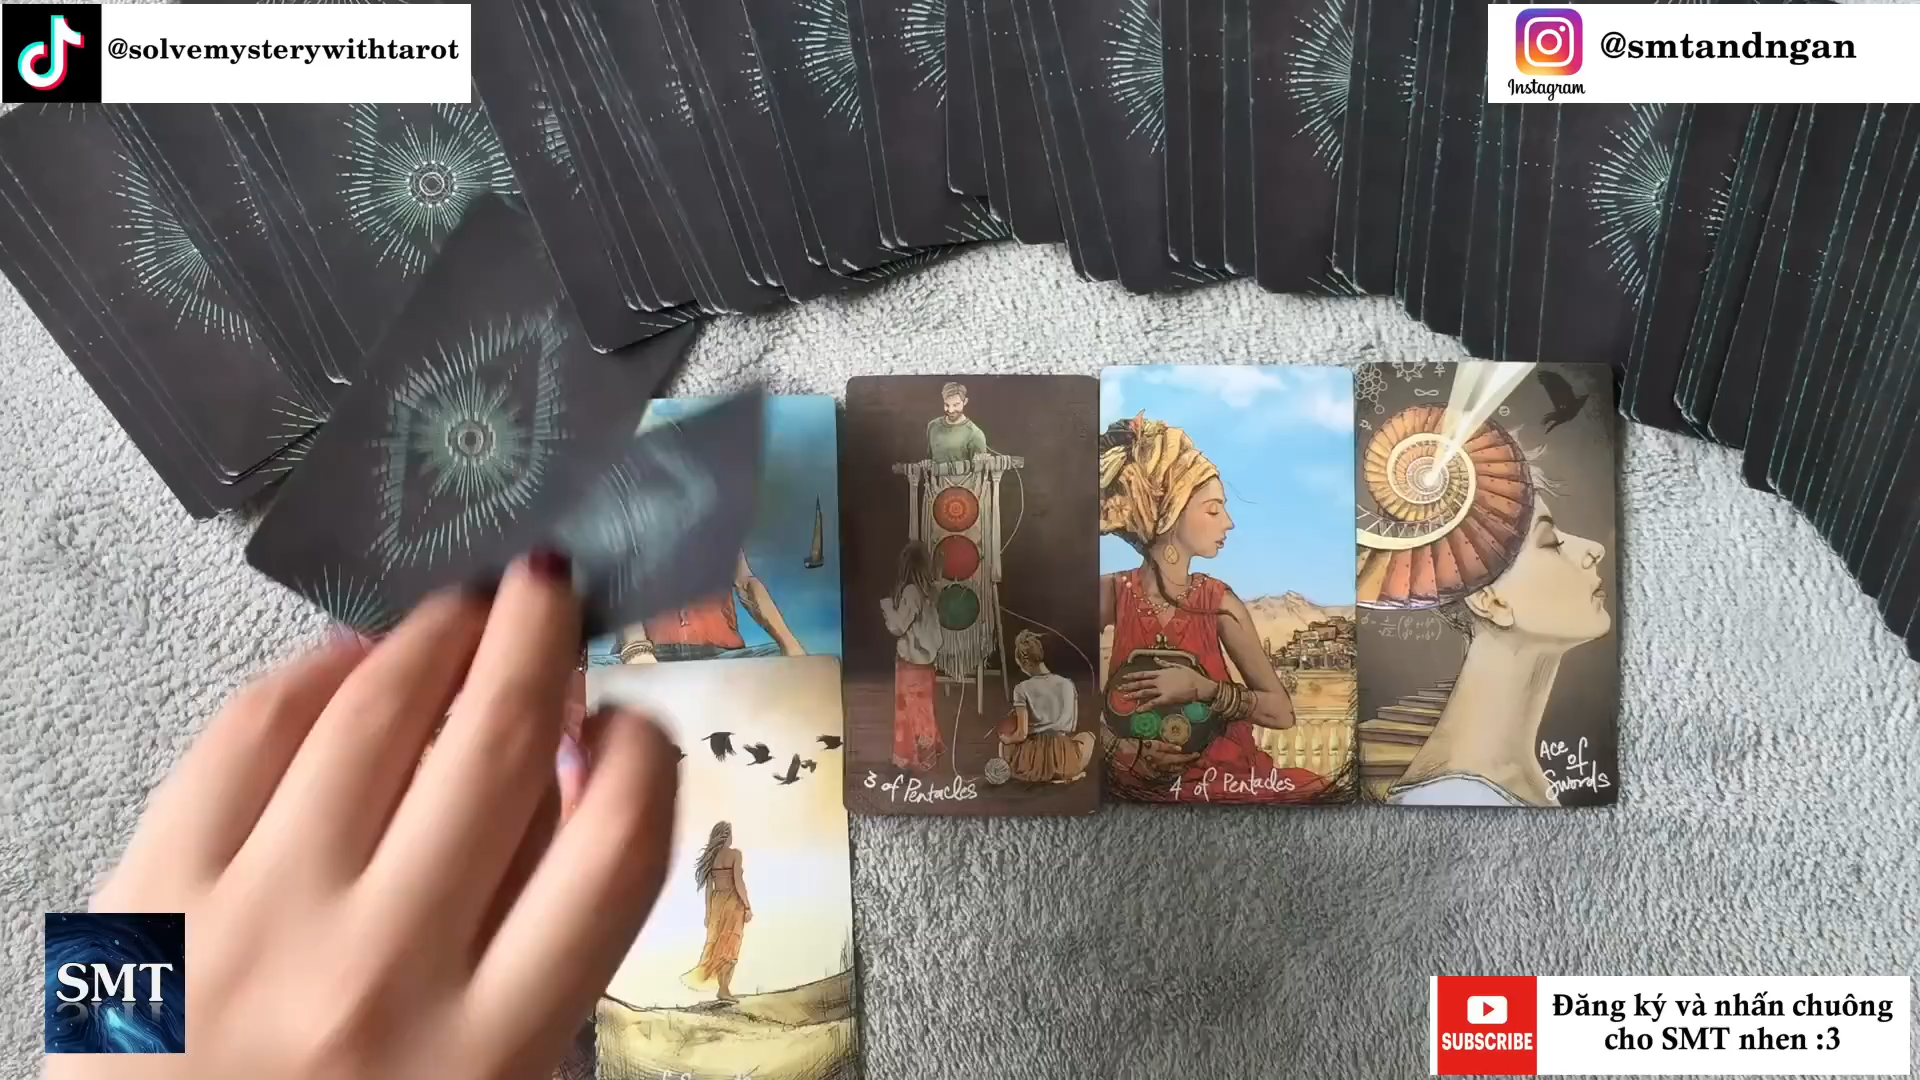 @solvemysterywithtarot
@smtandngan
Instagram
3 of Pentacles
4 of Pentacles
Ace
of
Swords
SMT
SUBSCRIBE
Đăng ký và nhấn chuông
cho SMT nhen :3